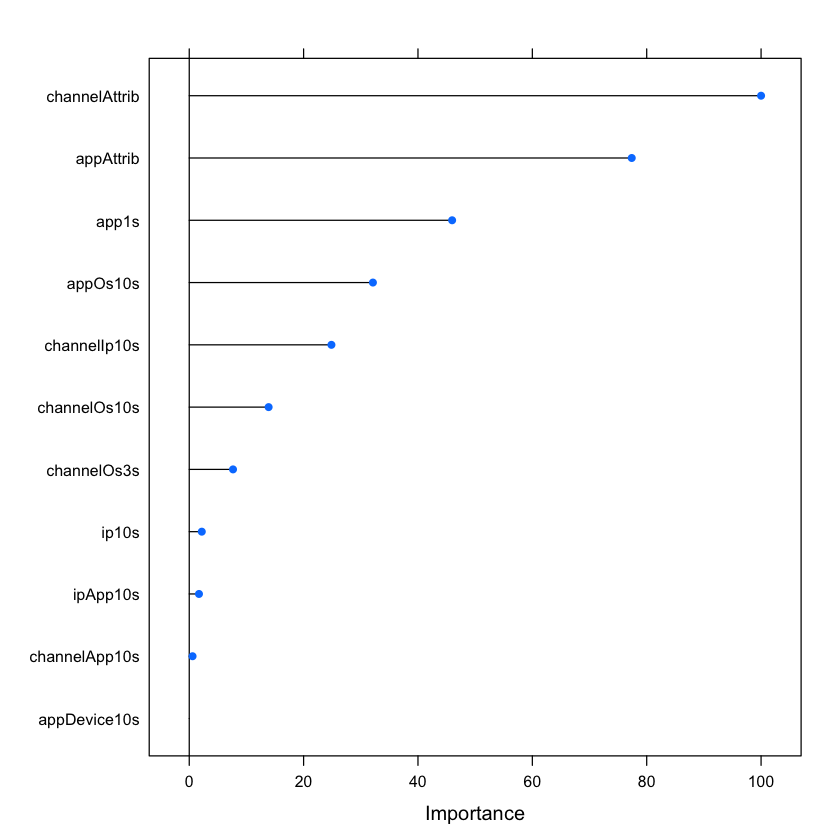 channelAttrib
appAttrib
app1s
appOs10s
channelIp10s
channelOs10s
channelOs3s
ip10s
ipApp10s
channelApp10s
appDevice10s
0 20 40 60 80 100
Importance